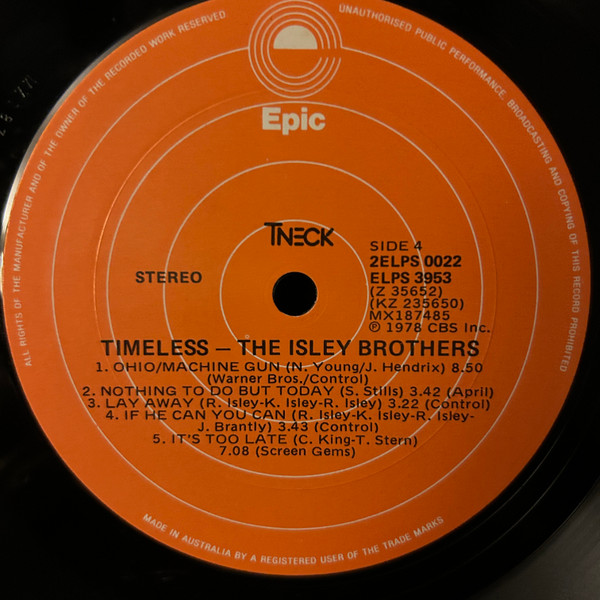 ALL RIGHTS OF THE MANUFACTURER AND OF THE OWNER OF THE RECORDED WORK RESERVED
UNAUTHORISED PUBLIC PERFORMANCE, BROADCASTING AND COPYING OF THIS RECORD PROHIBITED
Epic
TNECK
STEREO
SIDE 4
2ELPS 0022
ELPS 3953
(Z 35652)
(KZ 235650)
MX187485
℗ 1978 CBS Inc.
TIMELESS – THE ISLEY BROTHERS
1. OHIO/MACHINE GUN (N. Young/J. Hendrix) 8.50
(Warner Bros./Control)
2. NOTHING TO DO BUT TODAY (S. Stills) 3.42 (April)
3. LAY AWAY (R. Isley-K. Isley-R. Isley) 3.22 (Control)
4. IF HE CAN YOU CAN (R. Isley-K. Isley-R. Isley-
J. Brantly) 3.43 (Control)
5. IT'S TOO LATE (C. King-T. Stern)
7.08 (Screen Gems)
MADE IN AUSTRALIA BY A REGISTERED USER OF THE TRADE MARKS